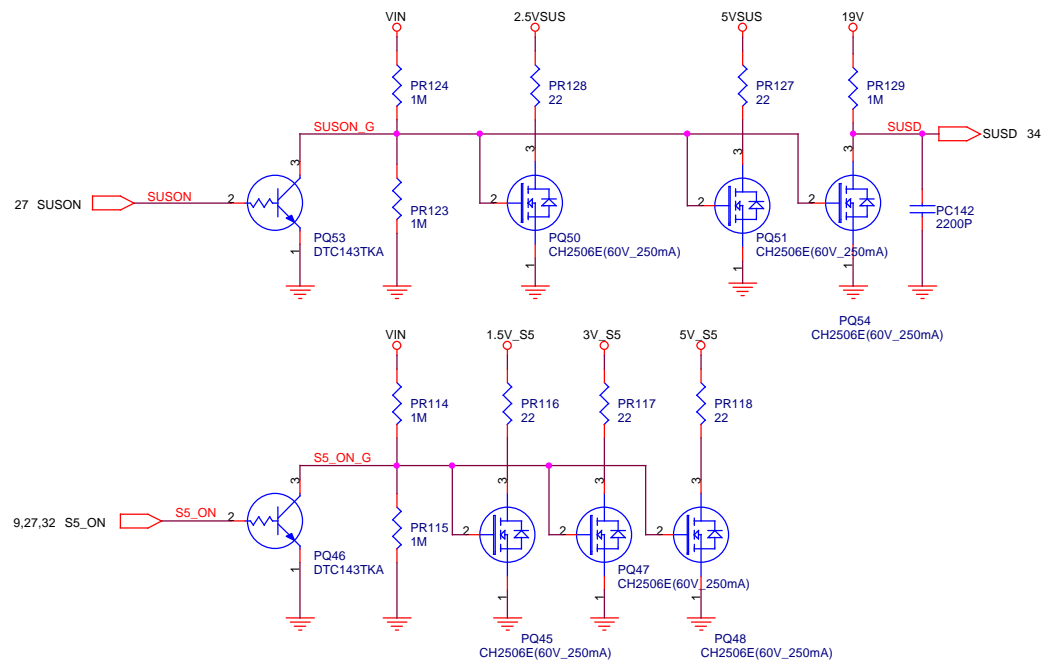 VIN 2.5VSUS 5VSUS 19V
PR124
1M
PR128
22
PR127
22
PR129
1M
SUSON_G
SUSD
SUSD 34
3 3 3 3
27 SUSON
SUSON
2 2 2 2
PR123
1M
PC142
2200P
PQ53
DTC143TKA
PQ50
CH2506E(60V_250mA)
PQ51
CH2506E(60V_250mA)
1 1 1 1
PQ54
CH2506E(60V_250mA)
VIN 1.5V_S5 3V_S5 5V_S5
PR114
1M
PR116
22
PR117
22
PR118
22
S5_ON_G
3 3 3 3
9,27,32 S5_ON
S5_ON
2 2 2 2
PR115
1M
PQ46
DTC143TKA
PQ47
CH2506E(60V_250mA)
1 1 1 1
PQ45
CH2506E(60V_250mA)
PQ48
CH2506E(60V_250mA)